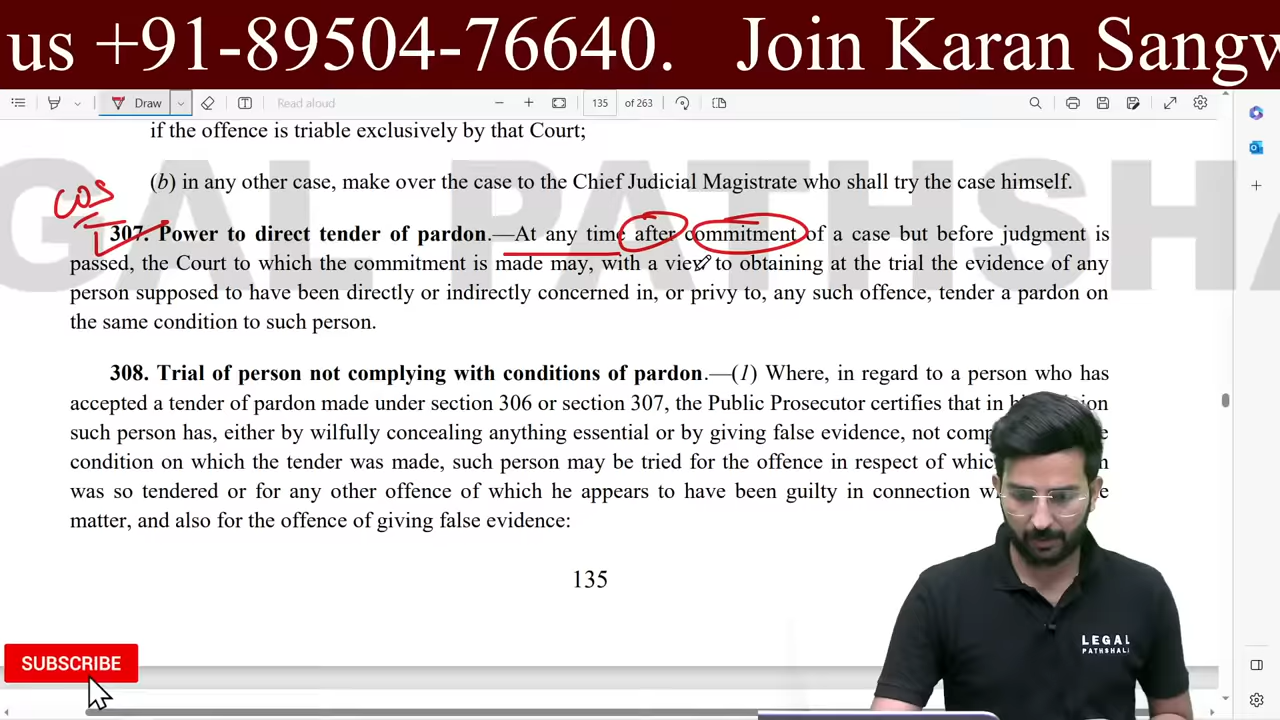 us +91-89504-76640. Join Karan Sangw
Draw
Read aloud
135 of 263
if the offence is triable exclusively by that Court;
GAL PATHSHA
(b) in any other case, make over the case to the Chief Judicial Magistrate who shall try the case himself.
COS
307. Power to direct tender of pardon.—At any time after commitment of a case but before judgment is
passed, the Court to which the commitment is made may, with a view to obtaining at the trial the evidence of any
person supposed to have been directly or indirectly concerned in, or privy to, any such offence, tender a pardon on
the same condition to such person.
308. Trial of person not complying with conditions of pardon.—(1) Where, in regard to a person who has
accepted a tender of pardon made under section 306 or section 307, the Public Prosecutor certifies that in
such person has, either by wilfully concealing anything essential or by giving false evidence, not comp
condition on which the tender was made, such person may be tried for the offence in respect of whic
was so tendered or for any other offence of which he appears to have been guilty in connection w
matter, and also for the offence of giving false evidence:
135
LEGAL
PATHSHALA
SUBSCRIBE